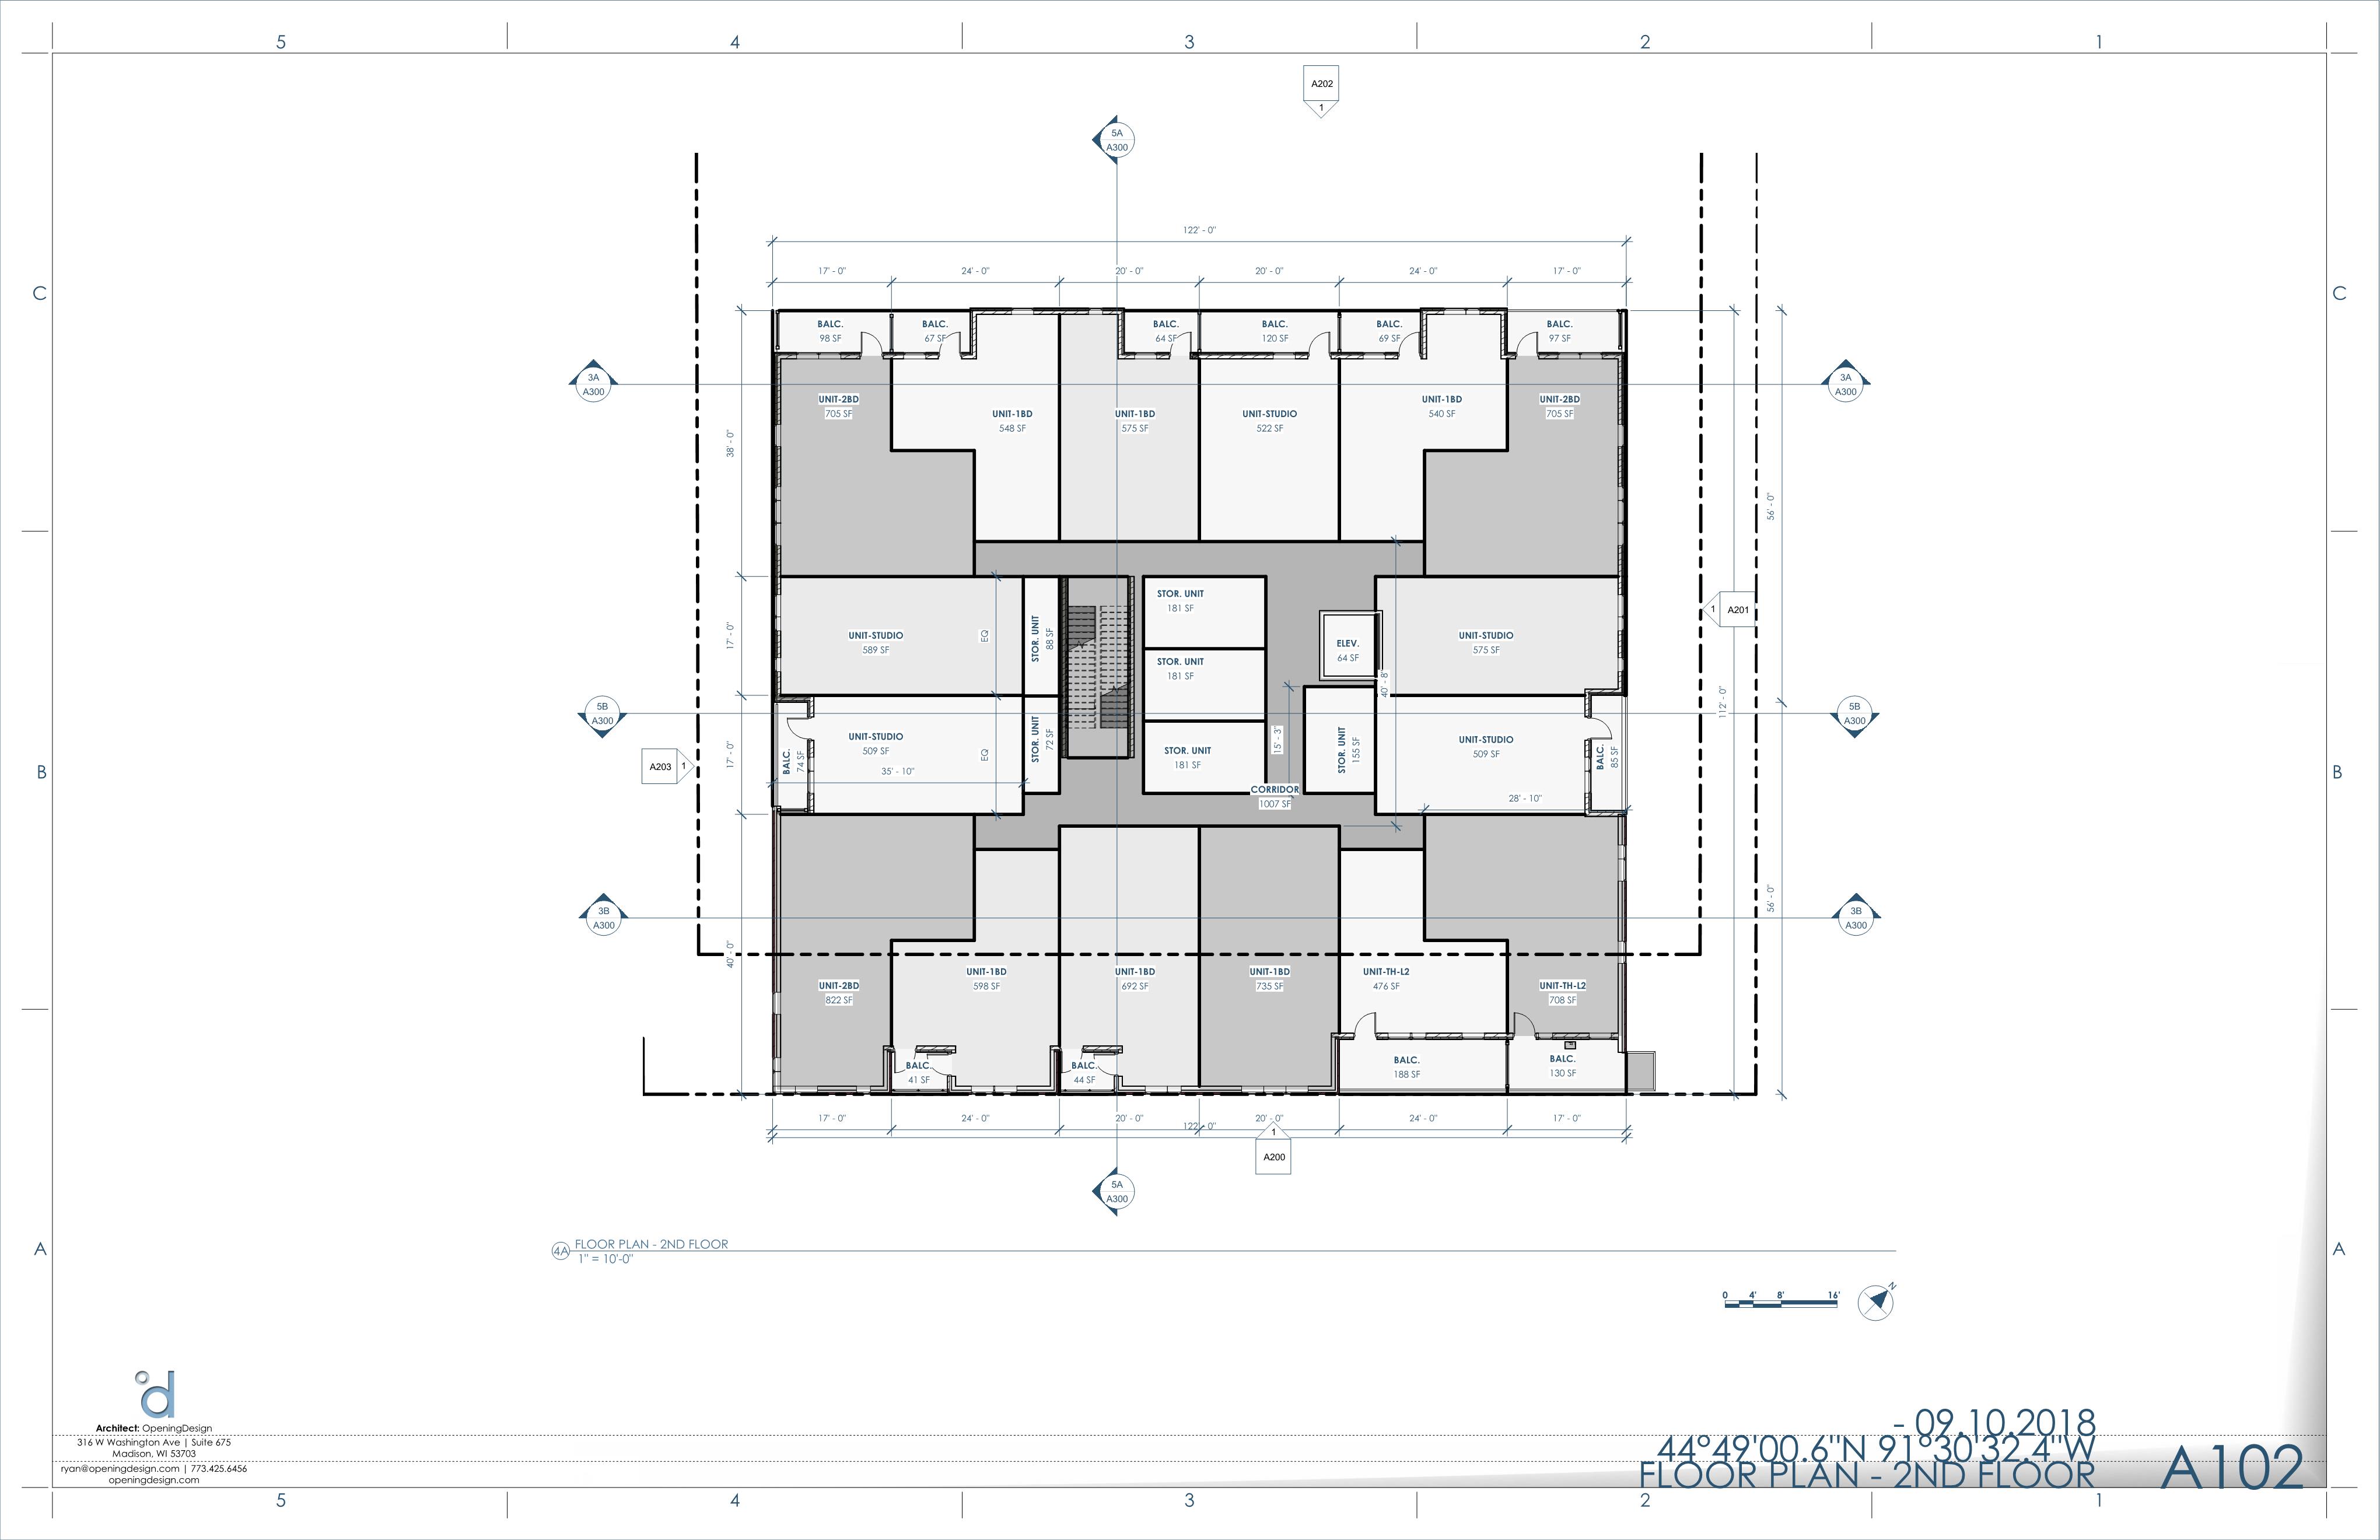 5
4
3
2
1
A202
1
5A
A300
122' - 0"
17' - 0"
24' - 0"
20' - 0"
20' - 0"
24' - 0"
17' - 0"
C
C
BALC.
98 SF
BALC.
67 SF
BALC.
64 SF
BALC.
120 SF
BALC.
69 SF
BALC.
97 SF
3A
A300
3A
A300
UNIT-2BD
705 SF
UNIT-1BD
548 SF
UNIT-1BD
575 SF
UNIT-STUDIO
522 SF
UNIT-1BD
540 SF
UNIT-2BD
705 SF
38' - 0"
56' - 0"
17' - 0"
UNIT-STUDIO
589 SF
EQ
STOR. UNIT
88 SF
STOR. UNIT
181 SF
STOR. UNIT
181 SF
STOR. UNIT
181 SF
ELEV.
64 SF
40' - 8"
UNIT-STUDIO
575 SF
1
A201
112' - 0"
5B
A300
5B
A300
A203
1
B
B
17' - 0"
BALC.
74 SF
UNIT-STUDIO
509 SF
35' - 10"
EQ
STOR. UNIT
72 SF
15' - 3"
CORRIDOR
1007 SF
STOR. UNIT
155 SF
UNIT-STUDIO
509 SF
28' - 10"
BALC.
85 SF
3B
A300
3B
A300
40' - 0"
56' - 0"
UNIT-2BD
822 SF
UNIT-1BD
598 SF
UNIT-1BD
692 SF
UNIT-1BD
735 SF
UNIT-TH-L2
476 SF
UNIT-TH-L2
708 SF
BALC.
41 SF
BALC.
44 SF
BALC.
188 SF
BALC.
130 SF
17' - 0"
24' - 0"
20' - 0"
20' - 0"
24' - 0"
17' - 0"
122' - 0"
1
A200
5A
A300
A
A
4A
FLOOR PLAN - 2ND FLOOR
1" = 10'-0"
0 4' 8' 16'
N
d
Architect: OpeningDesign
316 W Washington Ave | Suite 675
Madison, WI 53703
ryan@openingdesign.com | 773.425.6456
openingdesign.com
- 09.10.2018
44°49'00.6"N 91°30'32.4"W
FLOOR PLAN - 2ND FLOOR
A102
5
4
3
2
1